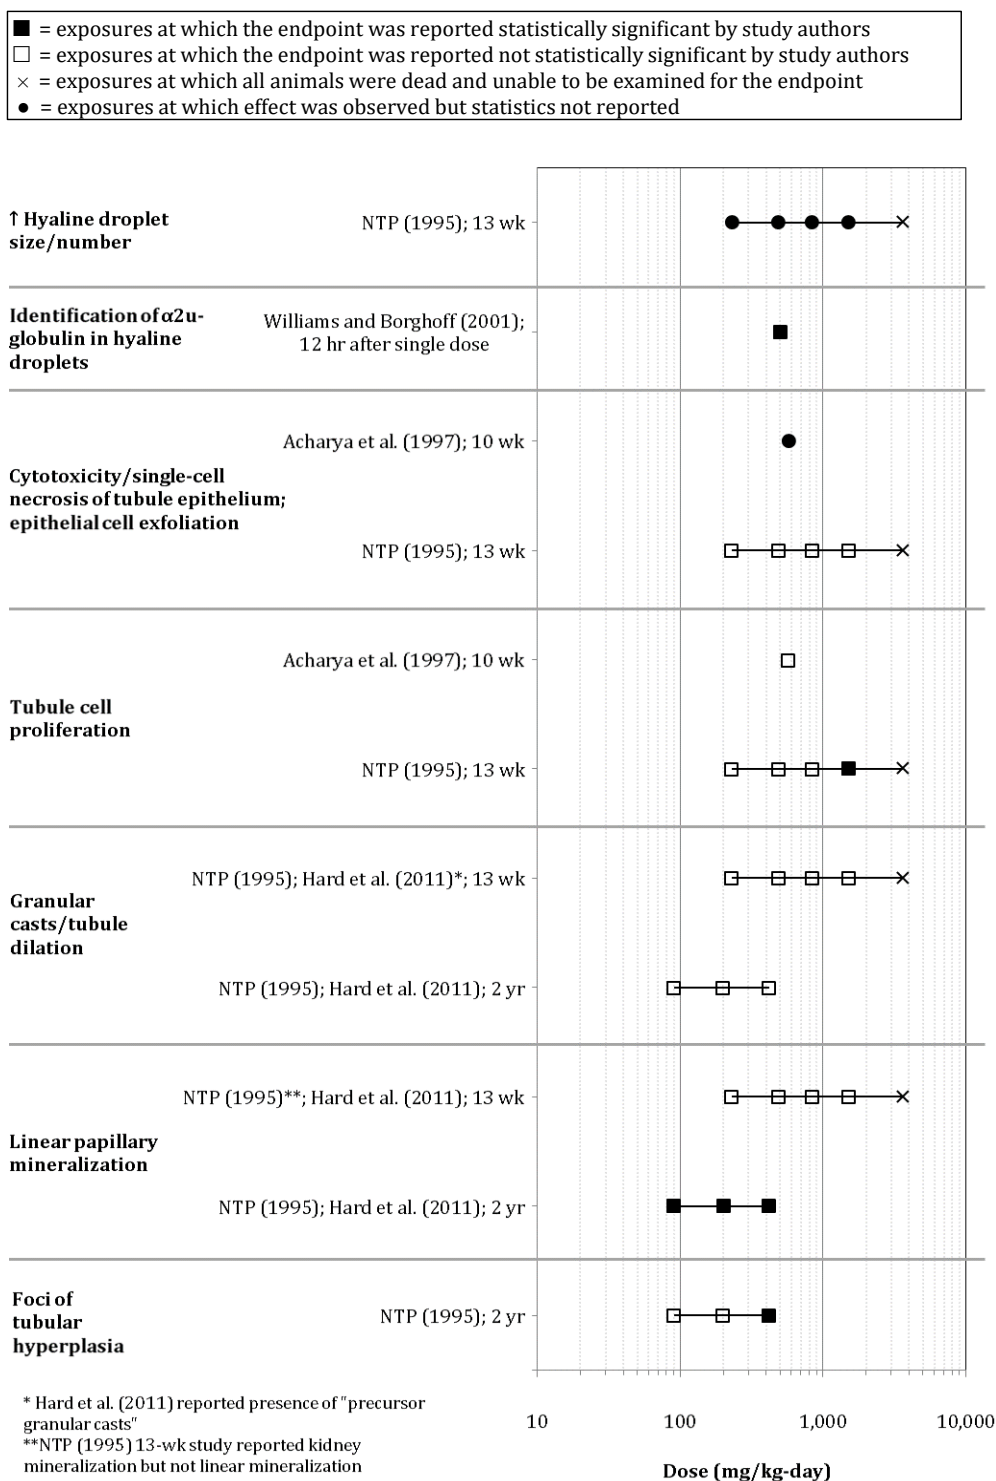 ■ = exposures at which the endpoint was reported statistically significant by study authors
□ = exposures at which the endpoint was reported not statistically significant by study authors
× = exposures at which all animals were dead and unable to be examined for the endpoint
● = exposures at which effect was observed but statistics not reported
↑ Hyaline droplet
size/number
NTP (1995); 13 wk
Identification of α2u-
globulin in hyaline
droplets
Williams and Borghoff (2001);
12 hr after single dose
Acharya et al. (1997); 10 wk
Cytotoxicity/single-cell
necrosis of tubule epithelium;
epithelial cell exfoliation
NTP (1995); 13 wk
Acharya et al. (1997); 10 wk
Tubule cell
proliferation
NTP (1995); 13 wk
NTP (1995); Hard et al. (2011)*; 13 wk
Granular
casts/tubule
dilation
NTP (1995); Hard et al. (2011); 2 yr
NTP (1995)**; Hard et al. (2011); 13 wk
Linear papillary
mineralization
NTP (1995); Hard et al. (2011); 2 yr
Foci of
tubular
hyperplasia
NTP (1995); 2 yr
* Hard et al. (2011) reported presence of "precursor
granular casts"
**NTP (1995) 13-wk study reported kidney
mineralization but not linear mineralization
10 100 1,000 10,000
Dose (mg/kg-day)